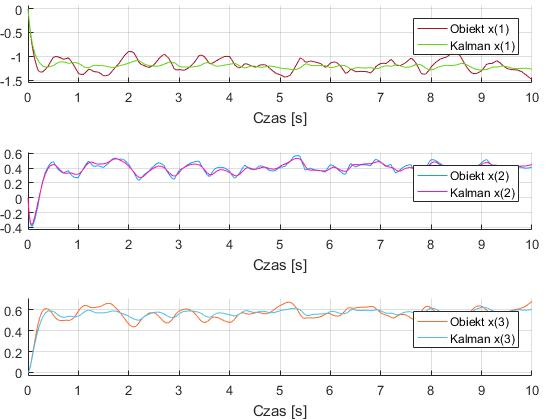 0
-0.5
-1
-1.5
Obiekt x(1)
Kalman x(1)
0 1 2 3 4 5 6 7 8 9 10
Czas [s]
0.6
0.4
0.2
0
-0.2
-0.4
Obiekt x(2)
Kalman x(2)
0 1 2 3 4 5 6 7 8 9 10
Czas [s]
0.6
0.4
0.2
0
Obiekt x(3)
Kalman x(3)
0 1 2 3 4 5 6 7 8 9 10
Czas [s]